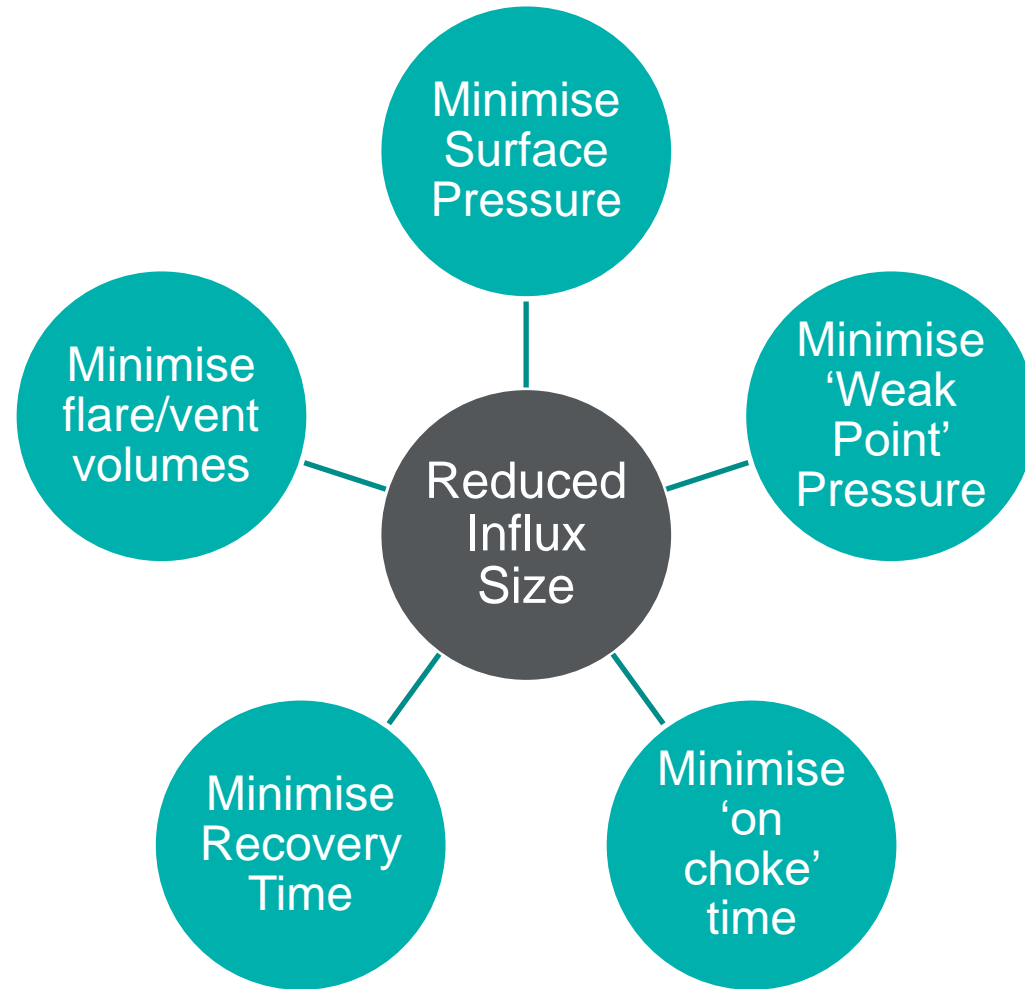 Minimise
Surface
Pressure
Minimise
‘Weak
Point’
Pressure
Minimise
flare/vent
volumes
Reduced
Influx
Size
Minimise
Recovery
Time
Minimise
‘on
choke’
time